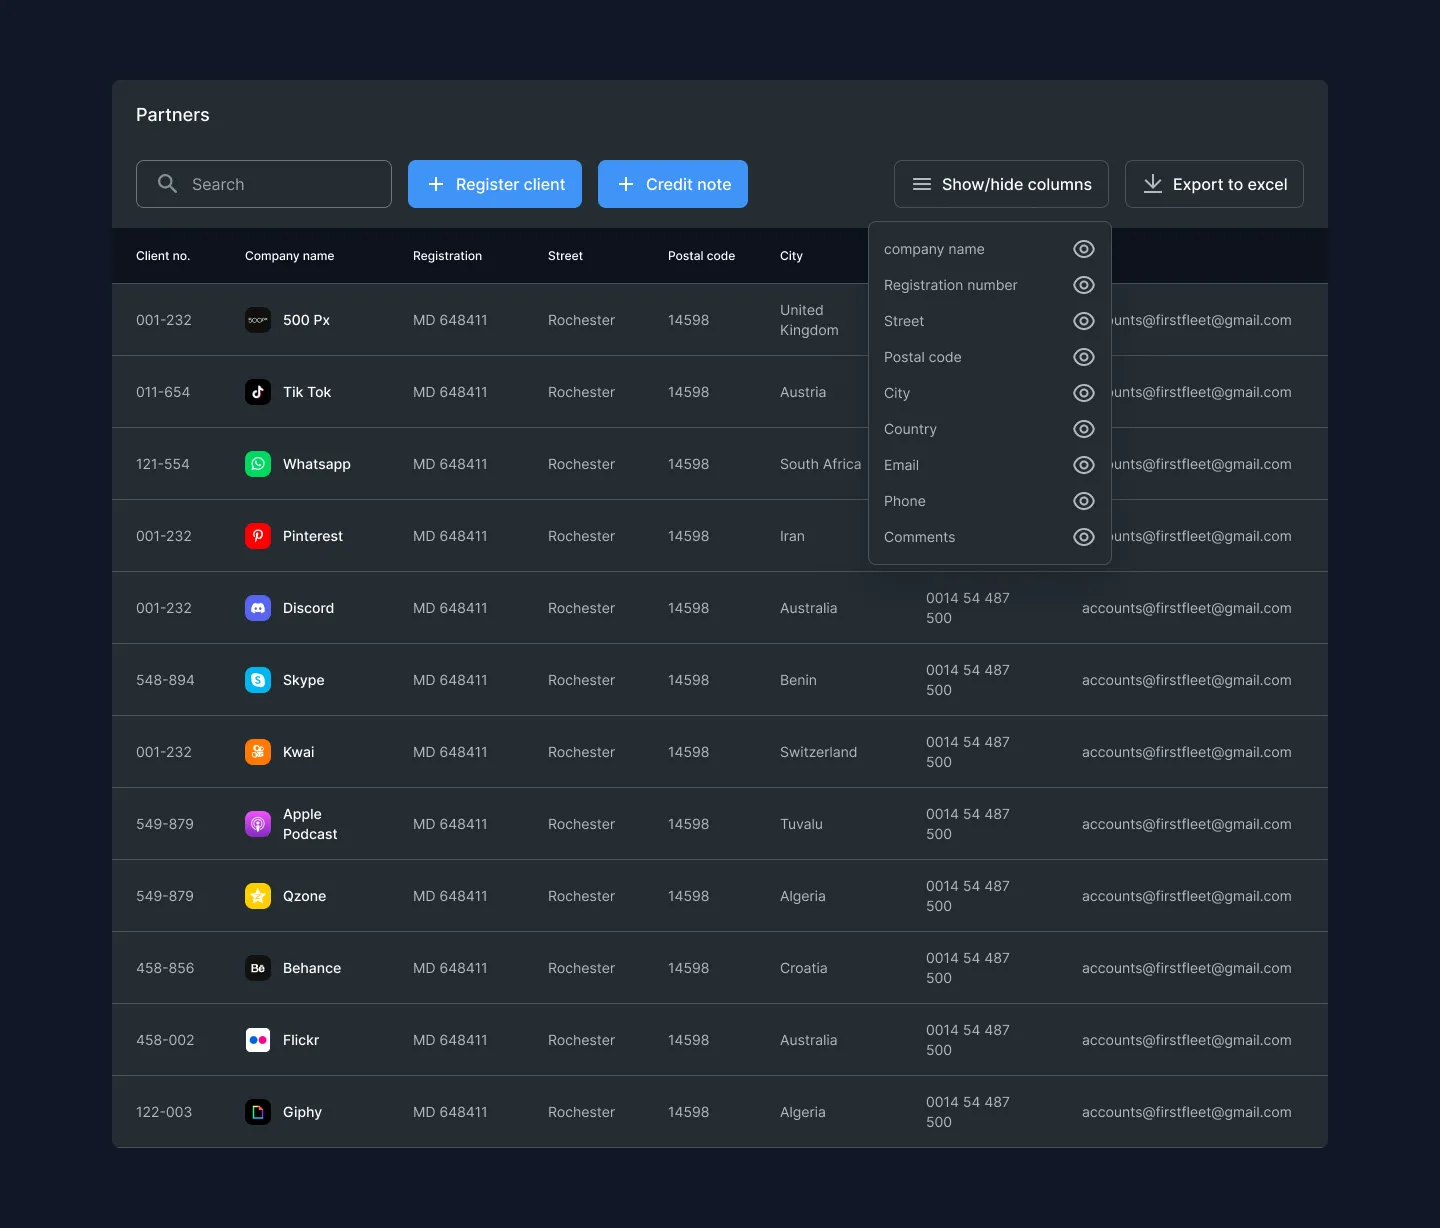 Partners
Search
Register client
Credit note
Show/hide columns
Export to excel
Client no. Company name Registration Street Postal code City
company name
Registration number
Street
Postal code
City
Country
Email
Phone
Comments
001-232 500px 500 Px MD 648411 Rochester 14598 United
Kingdom
unts@firstfleet@gmail.com
011-654 Tik Tok MD 648411 Rochester 14598 Austria unts@firstfleet@gmail.com
121-554 Whatsapp MD 648411 Rochester 14598 South Africa unts@firstfleet@gmail.com
001-232 Pinterest MD 648411 Rochester 14598 Iran unts@firstfleet@gmail.com
001-232 Discord MD 648411 Rochester 14598 Australia 0014 54 487
500
accounts@firstfleet@gmail.com
548-894 Skype MD 648411 Rochester 14598 Benin 0014 54 487
500
accounts@firstfleet@gmail.com
001-232 Kwai MD 648411 Rochester 14598 Switzerland 0014 54 487
500
accounts@firstfleet@gmail.com
549-879 Apple
Podcast
MD 648411 Rochester 14598 Tuvalu 0014 54 487
500
accounts@firstfleet@gmail.com
549-879 Qzone MD 648411 Rochester 14598 Algeria 0014 54 487
500
accounts@firstfleet@gmail.com
458-856 Bē Behance MD 648411 Rochester 14598 Croatia 0014 54 487
500
accounts@firstfleet@gmail.com
458-002 Flickr MD 648411 Rochester 14598 Australia 0014 54 487
500
accounts@firstfleet@gmail.com
122-003 Giphy MD 648411 Rochester 14598 Algeria 0014 54 487
500
accounts@firstfleet@gmail.com